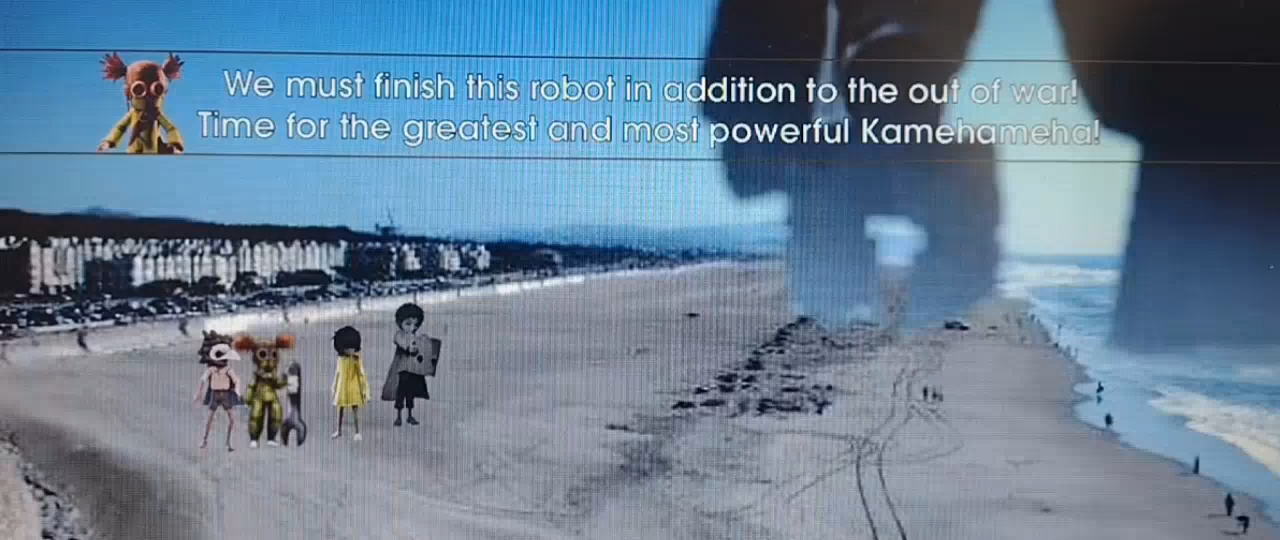 We must finish this robot in addition to the out of war!
Time for the greatest and most powerful Kamehameha!